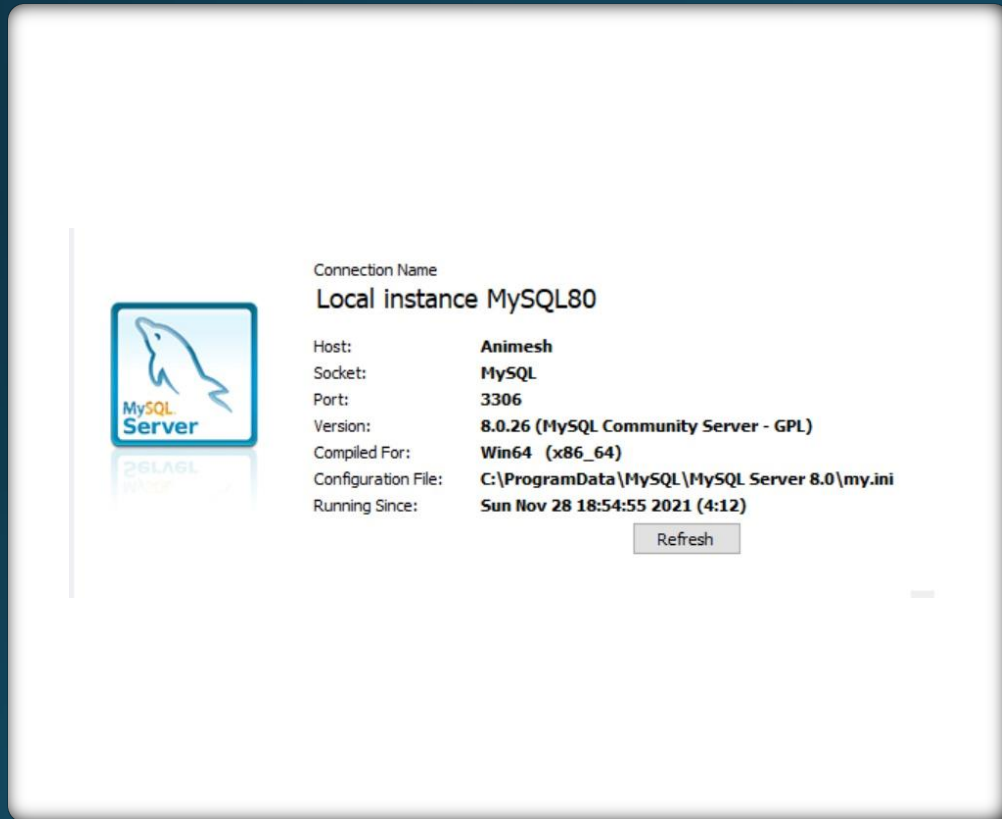 Connection Name
Local instance MySQL80
MySQL
Server
Host: Animesh
Socket: MySQL
Port: 3306
Version: 8.0.26 (MySQL Community Server - GPL)
Compiled For: Win64 (x86_64)
Configuration File: C:\ProgramData\MySQL\MySQL Server 8.0\my.ini
Running Since: Sun Nov 28 18:54:55 2021 (4:12)
Refresh